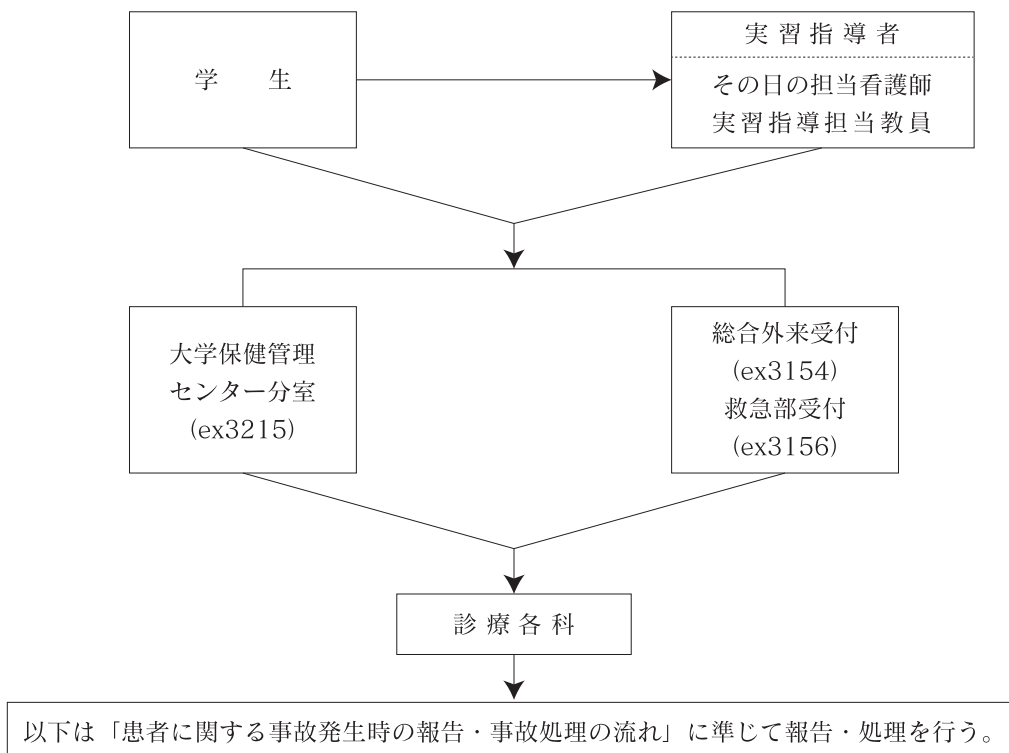 学 生
実習指導者
その日の担当看護師
実習指導担当教員
大学保健管理
センター分室
(ex3215)
総合外来受付
(ex3154)
救急部受付
(ex3156)
診療各科
以下は「患者に関する事故発生時の報告・事故処理の流れ」に準じて報告・処理を行う。